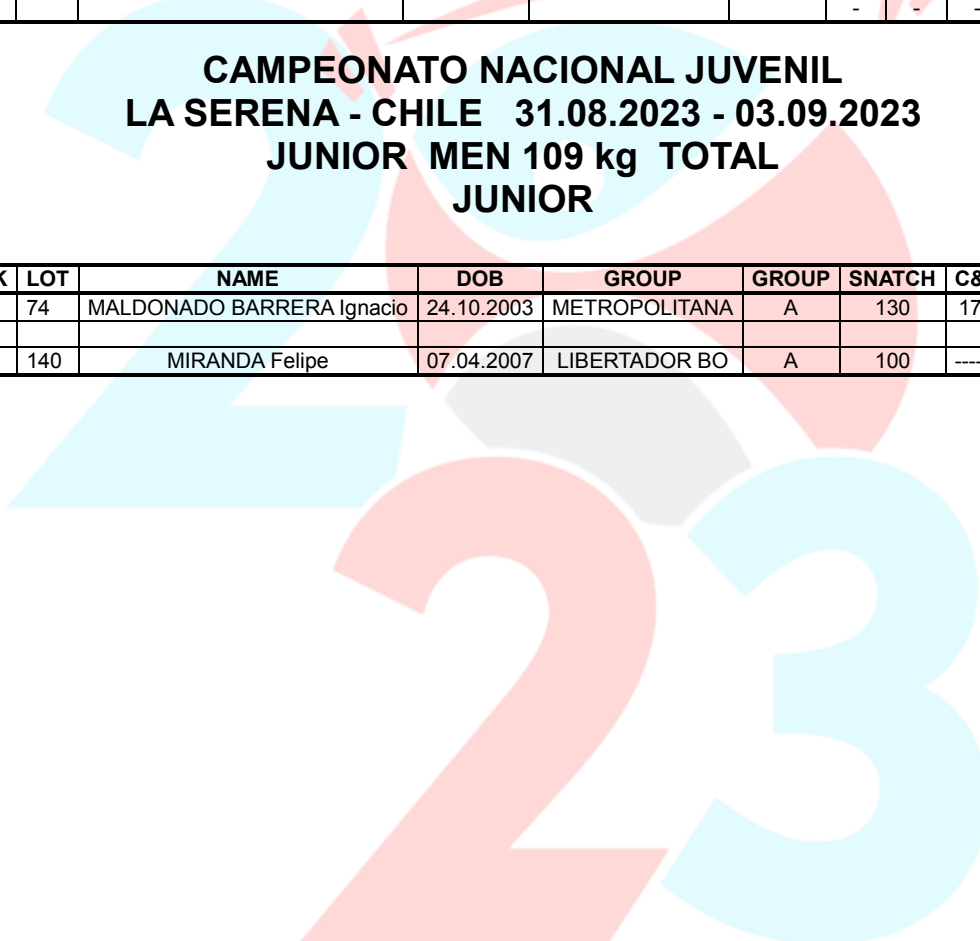 - - -
CAMPEONATO NACIONAL JUVENIL
LA SERENA - CHILE 31.08.2023 - 03.09.2023
JUNIOR MEN 109 kg TOTAL
JUNIOR
LOT NAME DOB GROUP GROUP SNATCH
74 MALDONADO BARRERA Ignacio 24.10.2003 METROPOLITANA A 130 17
140 MIRANDA Felipe 07.04.2007 LIBERTADOR BO A 100 ----
2023